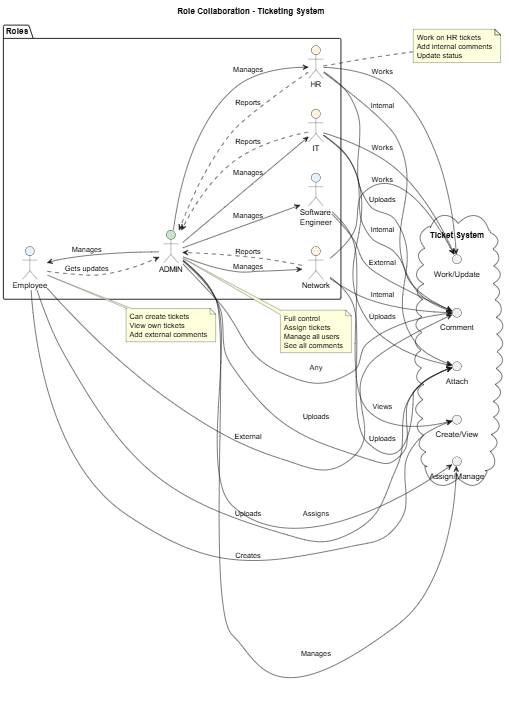 Role Collaboration - Ticketing System
Roles
Work on HR tickets
Add internal comments
Update status
Manages
Works
HR
Reports
Internal
Reports
IT
Works
Manages
Works
Uploads
Manages
Software
Engineer
Internal
Ticket System
Manages
ADMIN
Reports
External
Gets updates
Manages
Work/Update
Employee
Network
Internal
Can create tickets
View own tickets
Add external comments
Full control
Assign tickets
Manage all users
See all comments
Uploads
Comment
Any
Attach
Views
Uploads
Create/View
External
Uploads
Assign/Manage
Uploads
Assigns
Creates
Manages